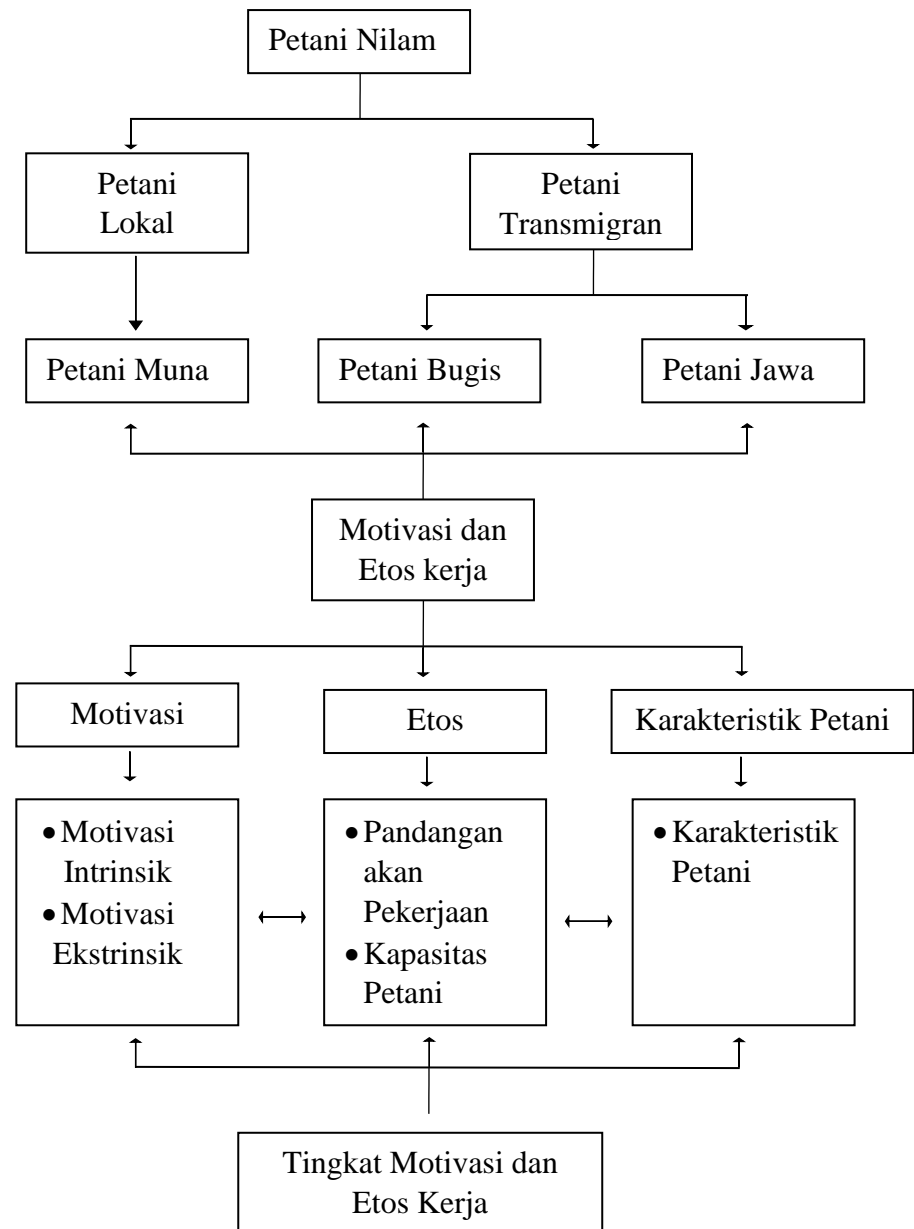 Petani Nilam
Petani
Lokal
Petani
Transmigran
Petani Muna
Petani Bugis
Petani Jawa
Motivasi dan
Etos kerja
Motivasi
Etos
Karakteristik Petani
• Motivasi
Intrinsik
• Motivasi
Ekstrinsik
• Pandangan
akan
Pekerjaan
• Kapasitas
Petani
• Karakteristik
Petani
Tingkat Motivasi dan
Etos Kerja